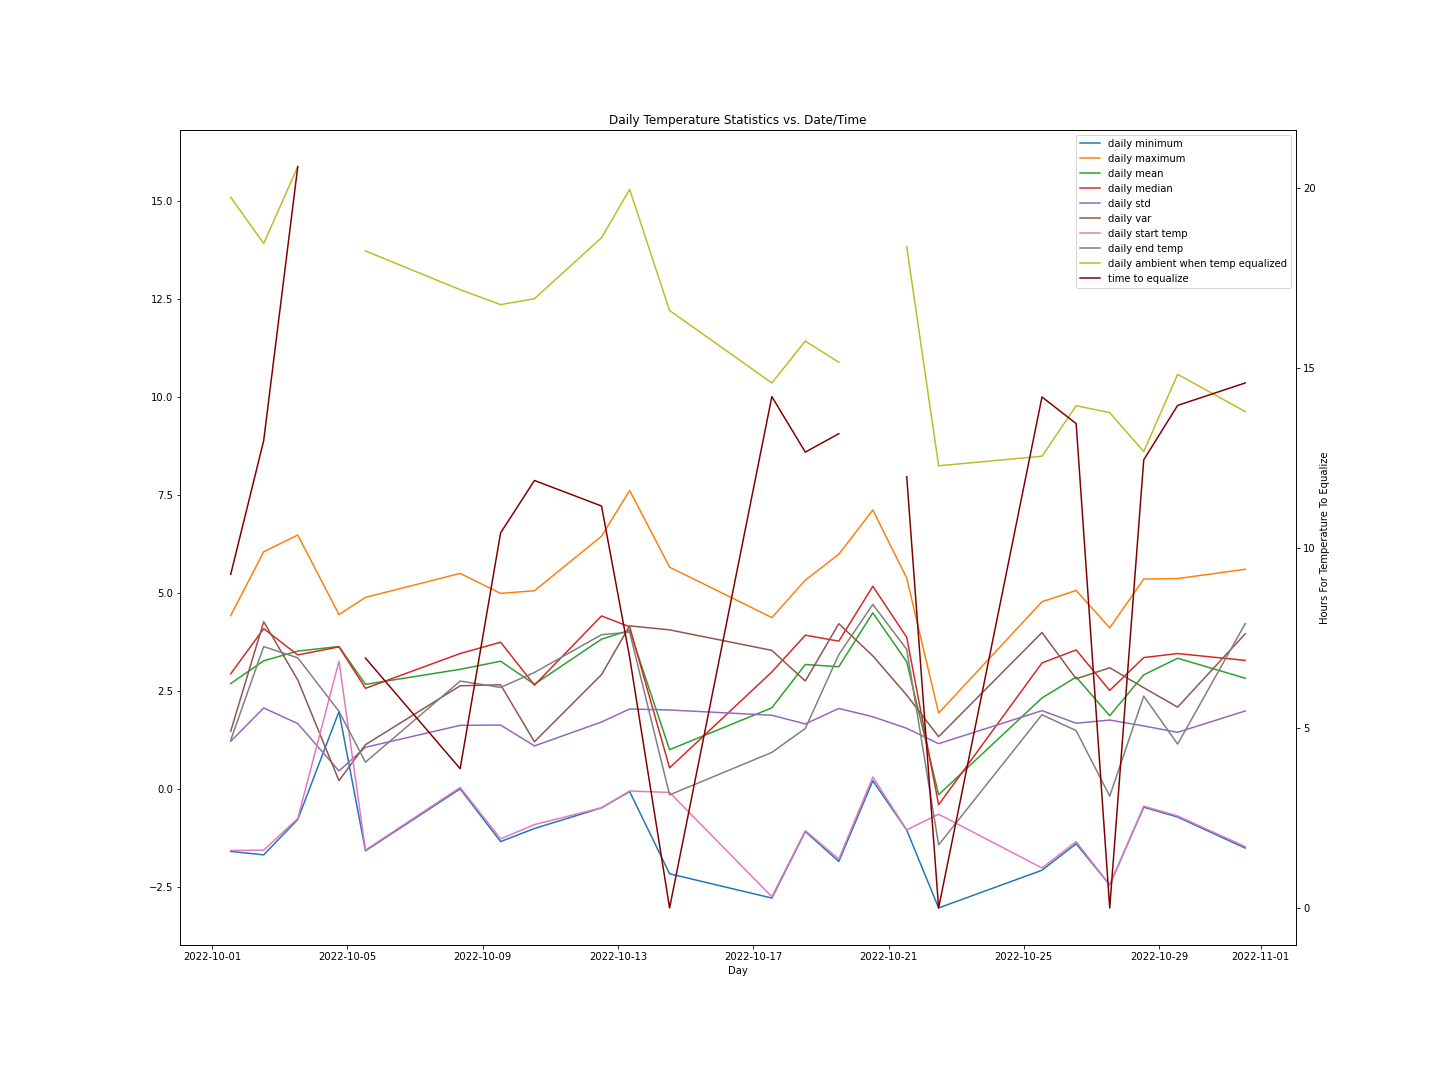 Daily Temperature Statistics vs. Date/Time
daily minimum
daily maximum
daily mean
daily median
daily std
daily var
daily start temp
daily end temp
daily ambient when temp equalized
time to equalize
15.0
12.5
10.0
7.5
5.0
2.5
0.0
−2.5
20
15
10
5
0
Hours For Temperature To Equalize
2022-10-01 2022-10-05 2022-10-09 2022-10-13 2022-10-17 2022-10-21 2022-10-25 2022-10-29 2022-11-01
Day